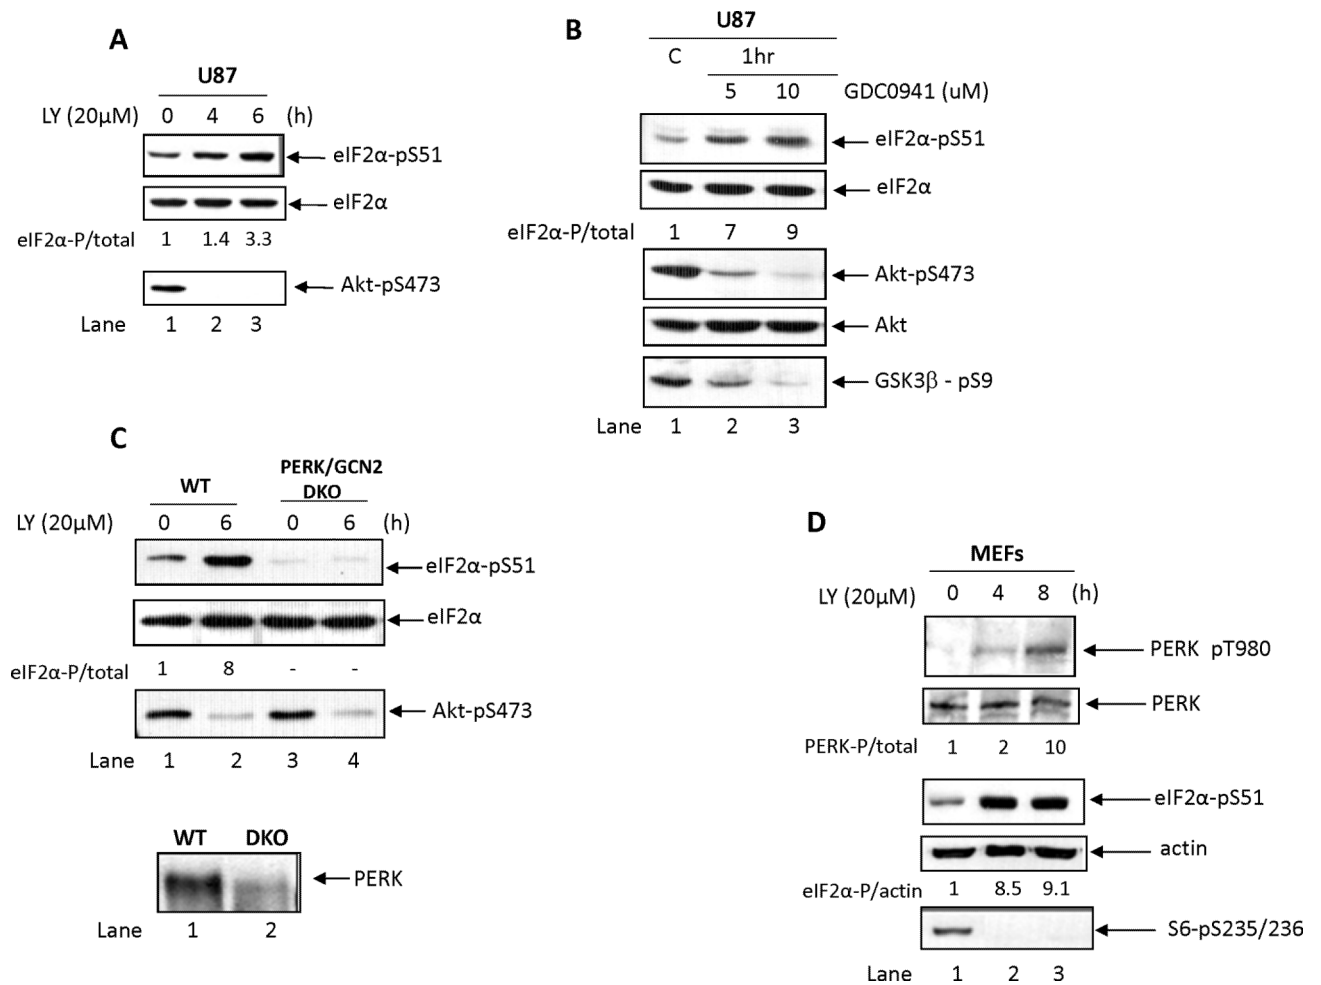 A
U87
LY (20µM) 0 4 6 (h)
eIF2α-pS51
eIF2α
eIF2α-P/total 1 1.4 3.3
Akt-pS473
Lane 1 2 3
B
U87
C 1hr
5 10 GDC0941 (uM)
eIF2α-pS51
eIF2α
eIF2α-P/total 1 7 9
Akt-pS473
Akt
GSK3β - pS9
Lane 1 2 3
C
WT PERK/GCN2
DKO
LY (20µM) 0 6 0 6 (h)
eIF2α-pS51
eIF2α
eIF2α-P/total 1 8 - -
Akt-pS473
Lane 1 2 3 4
WT DKO
PERK
Lane 1 2
D
MEFs
LY (20µM) 0 4 8 (h)
PERK pT980
PERK
PERK-P/total 1 2 10
eIF2α-pS51
actin
eIF2α-P/actin 1 8.5 9.1
S6-pS235/236
Lane 1 2 3